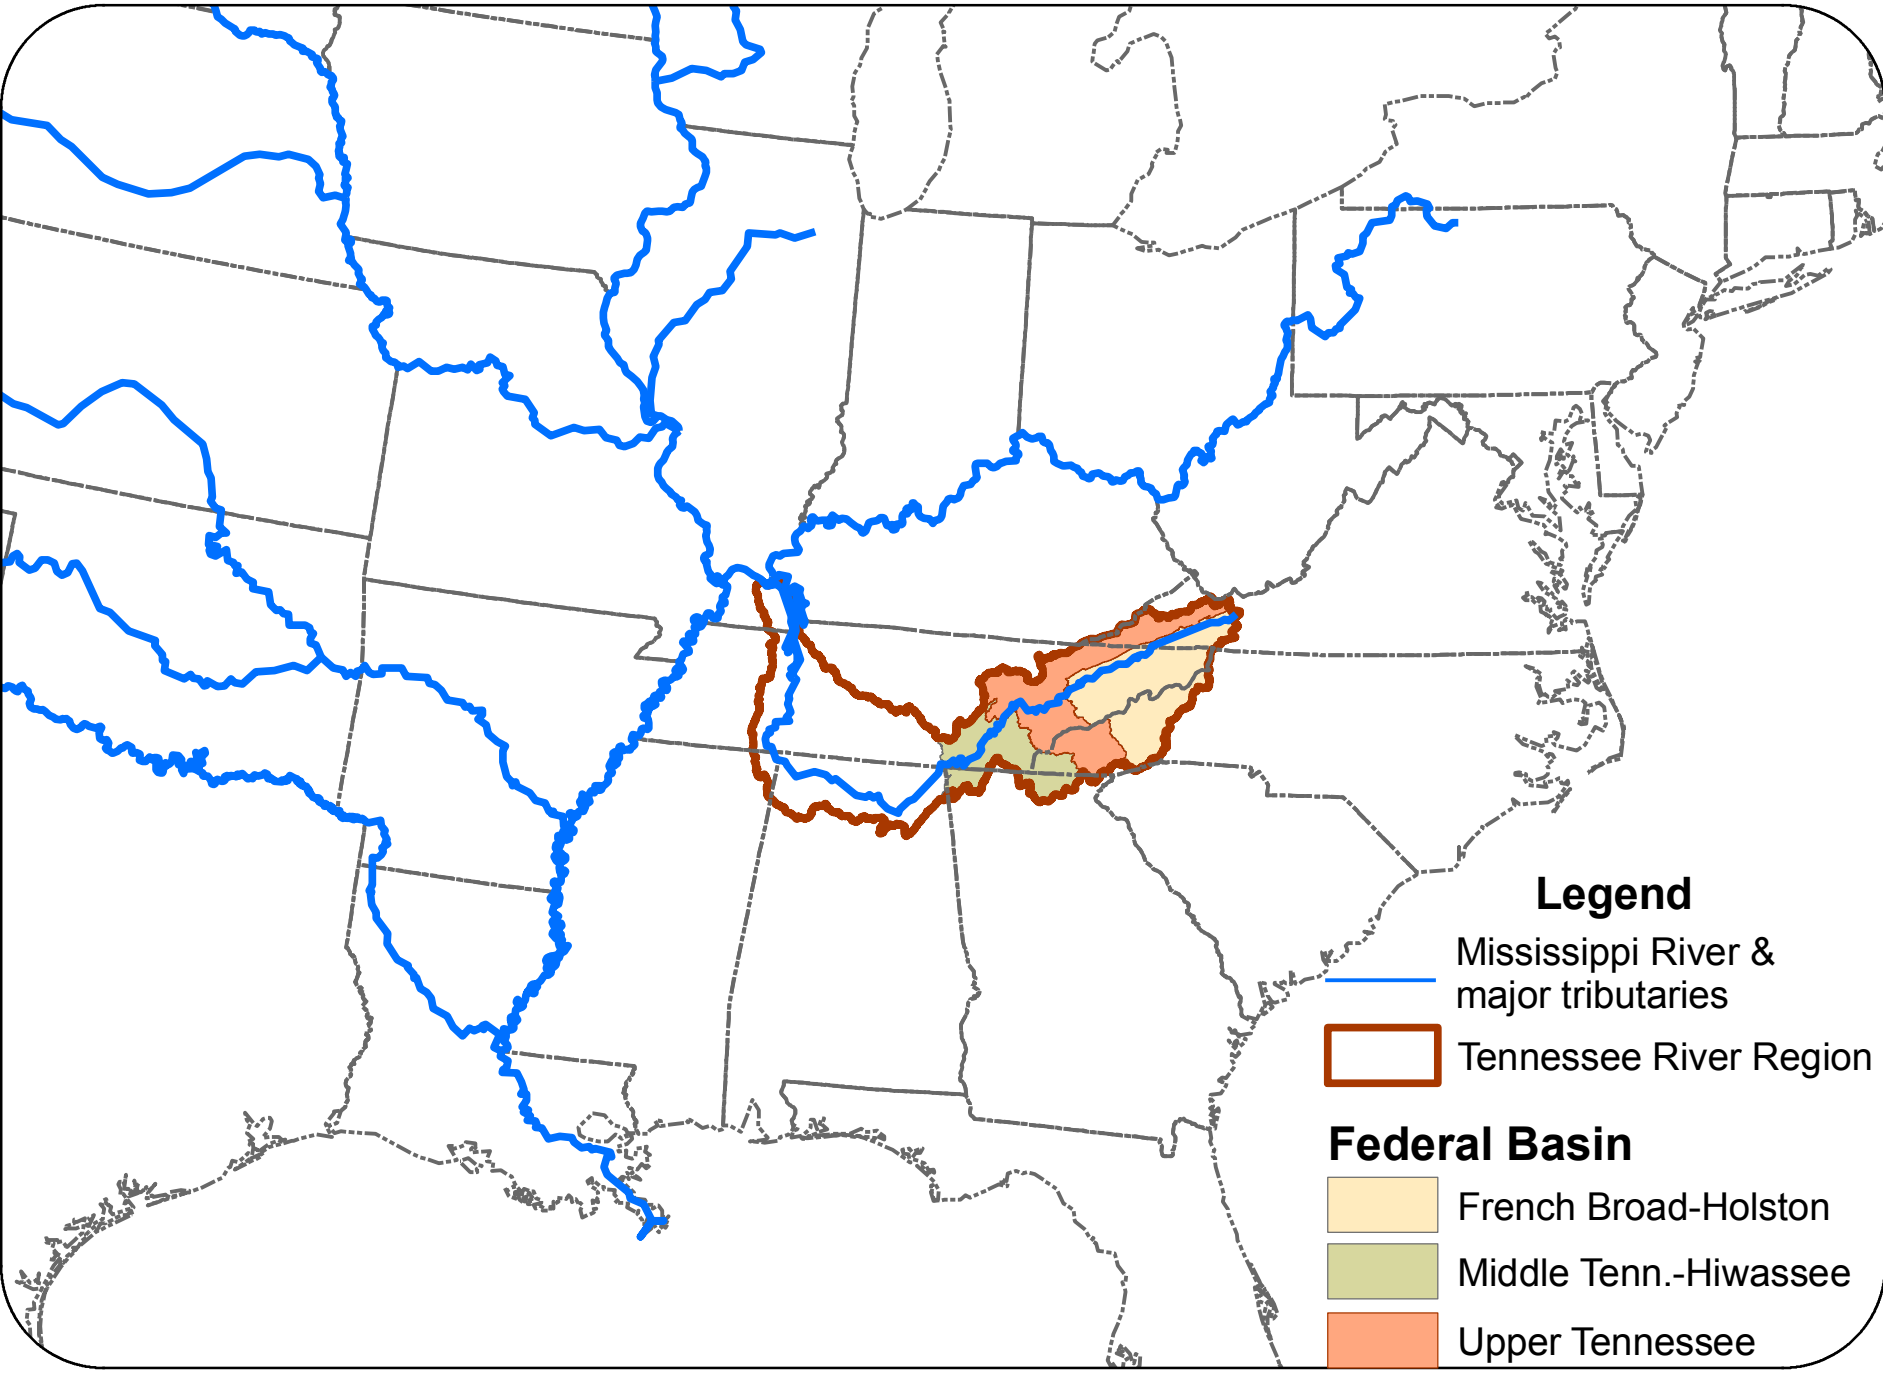 Legend
Mississippi River &
major tributaries
Tennessee River Region
Federal Basin
French Broad-Holston
Middle Tenn.-Hiwassee
Upper Tennessee